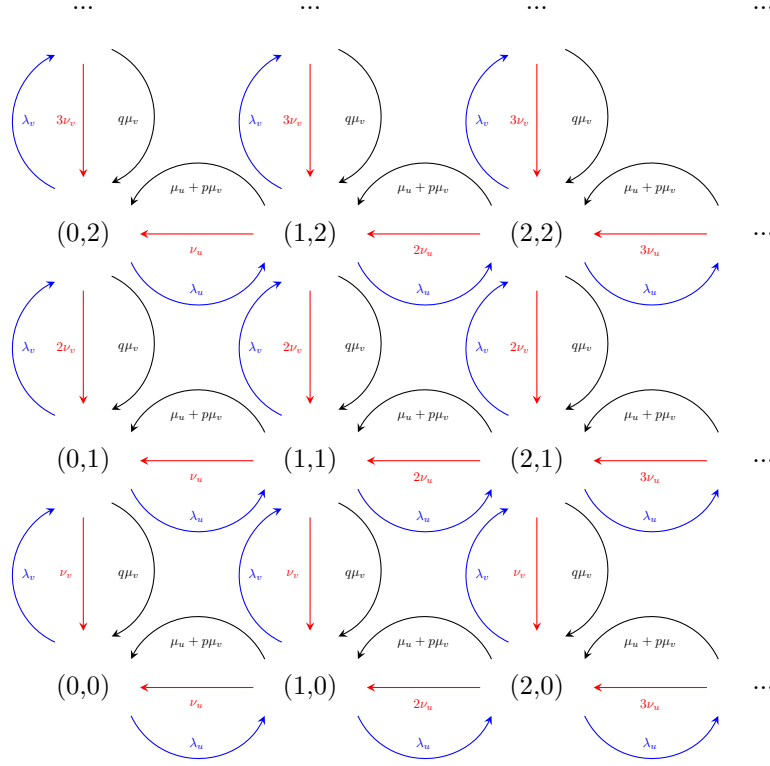 ... ... ... ...
λ_v 3ν_v qμ_v λ_v 3ν_v qμ_v λ_v 3ν_v qμ_v
μ_u + pμ_v μ_u + pμ_v μ_u + pμ_v
(0,2) (1,2) (2,2) ...
ν_u 2ν_u 3ν_u
λ_u λ_u λ_u
λ_v 2ν_v qμ_v λ_v 2ν_v qμ_v λ_v 2ν_v qμ_v
μ_u + pμ_v μ_u + pμ_v μ_u + pμ_v
(0,1) (1,1) (2,1) ...
ν_u 2ν_u 3ν_u
λ_u λ_u λ_u
λ_v ν_v qμ_v λ_v ν_v qμ_v λ_v ν_v qμ_v
μ_u + pμ_v μ_u + pμ_v μ_u + pμ_v
(0,0) (1,0) (2,0) ...
ν_u 2ν_u 3ν_u
λ_u λ_u λ_u